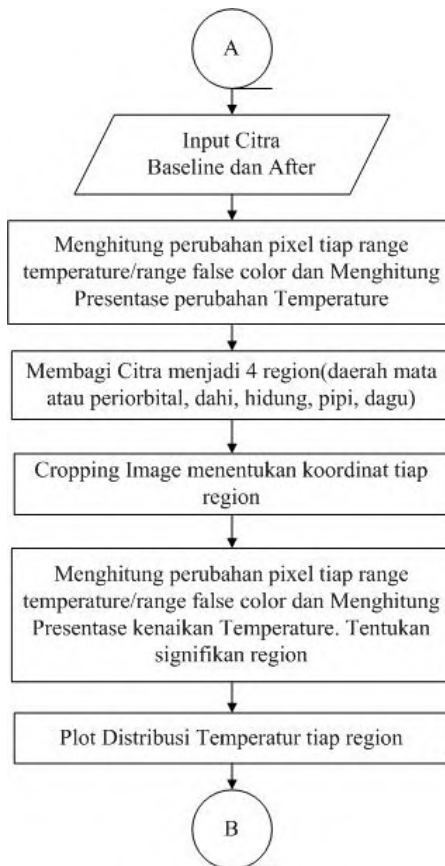 A
Input Citra
Baseline dan After
Menghitung perubahan pixel tiap range
temperature/range false color dan Menghitung
Presentase perubahan Temperature
Membagi Citra menjadi 4 region(daerah mata
atau periorbital, dahi, hidung, pipi, dagu)
Cropping Image menentukan koordinat tiap
region
Menghitung perubahan pixel tiap range
temperature/range false color dan Menghitung
Presentase kenaikan Temperature. Tentukan
signifikan region
Plot Distribusi Temperatur tiap region
B